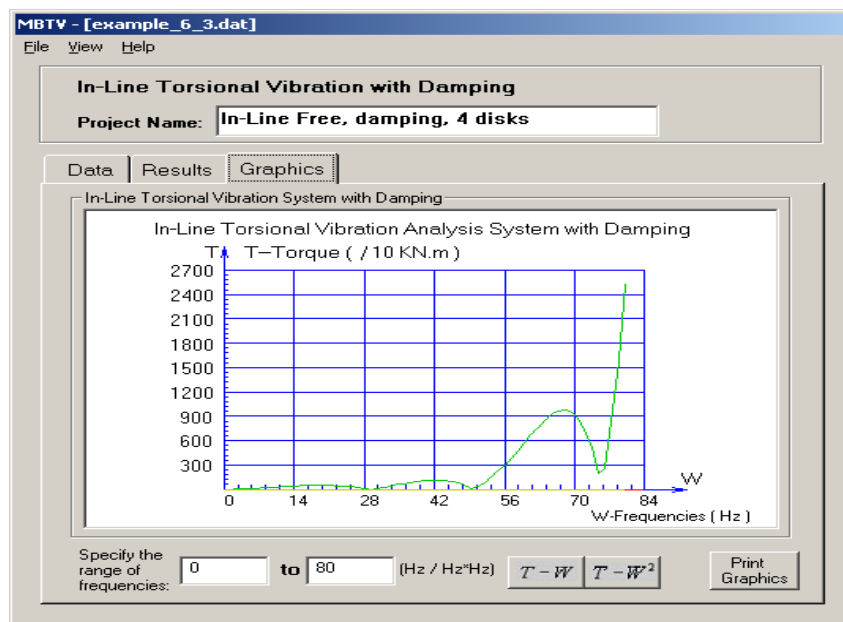 MBTV - [example_6_3.dat]
File View Help
In-Line Torsional Vibration with Damping
Project Name: In-Line Free, damping, 4 disks
Data Results Graphics
In-Line Torsional Vibration System with Damping
In-Line Torsional Vibration Analysis System with Damping
T T-Torque ( /10 KN.m )
2700
2400
2100
1800
1500
1200
900
600
300
W
0 14 28 42 56 70 84
W-Frequencies ( Hz )
Specify the
range of
frequencies:
0 to 80 (Hz / Hz*Hz) T - W T - W²
Print
Graphics